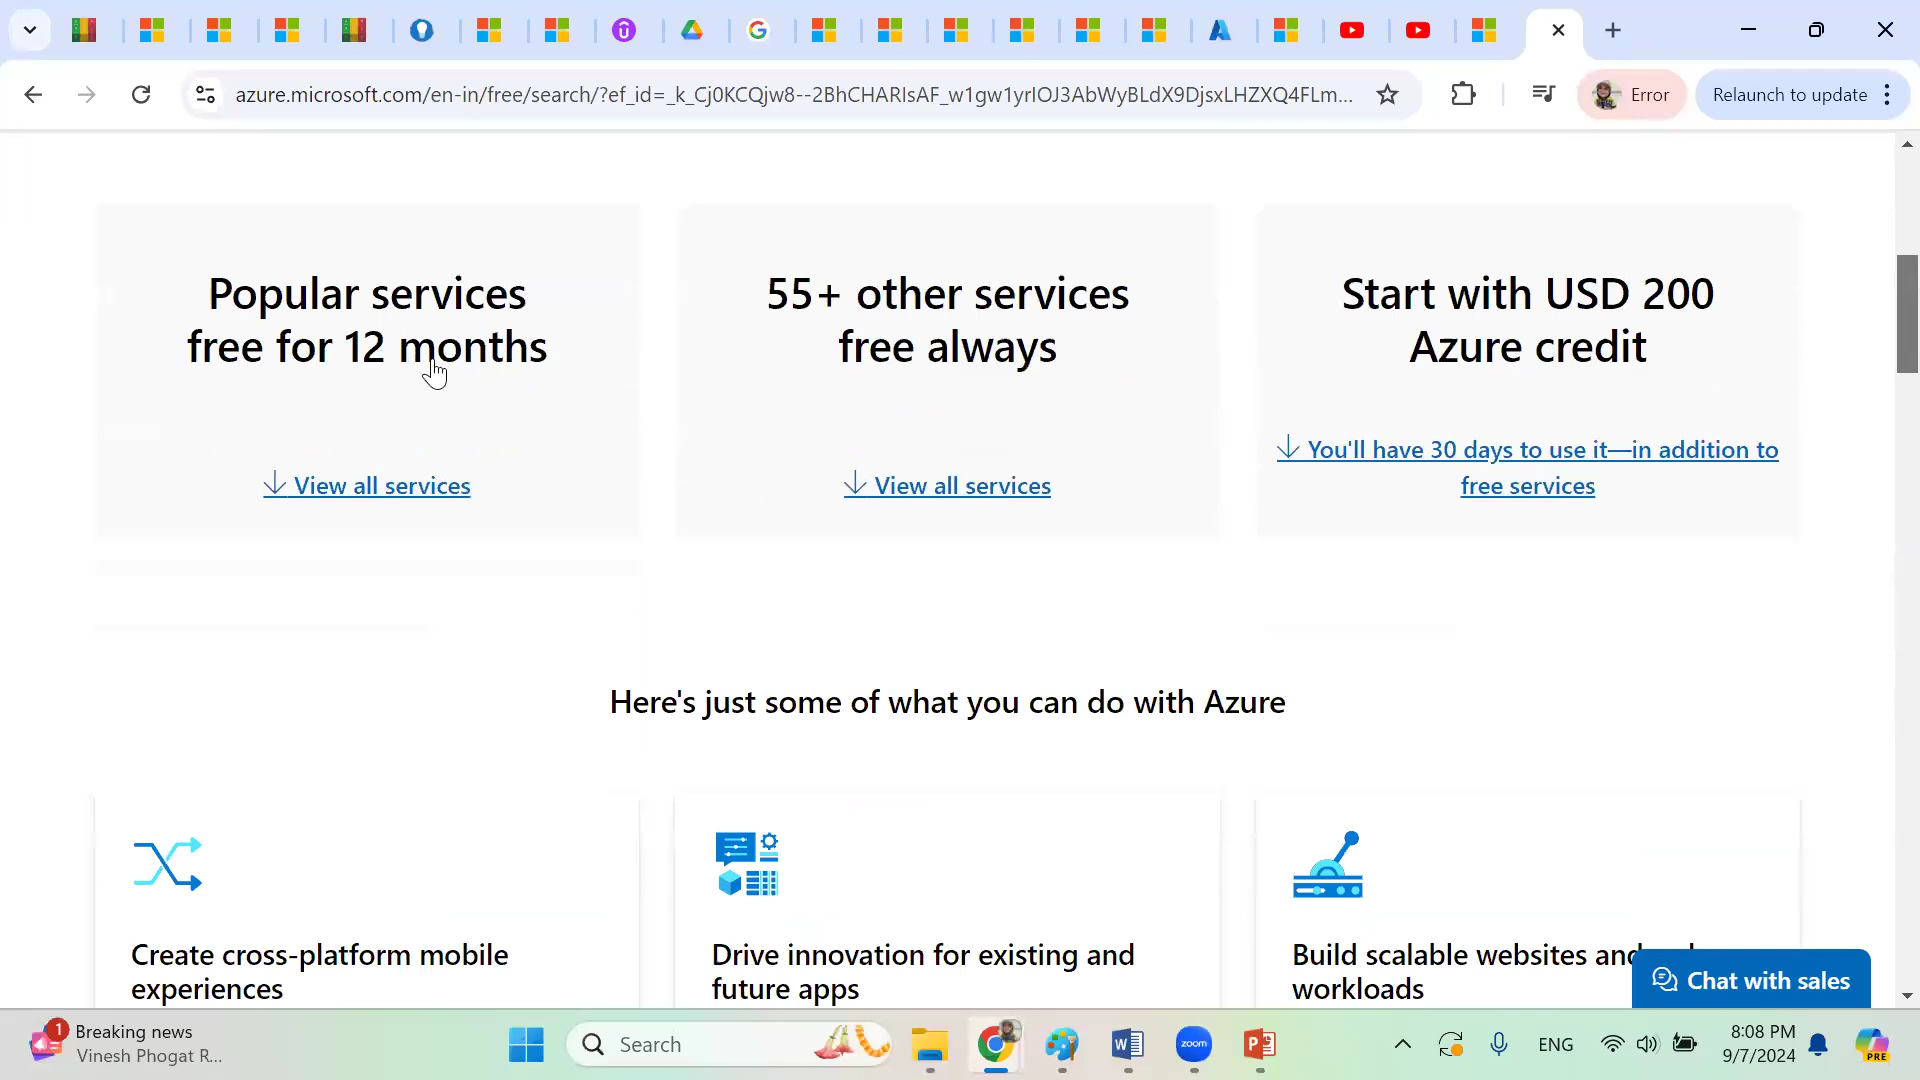 azure.microsoft.com/en-in/free/search/?ef_id=_k_Cj0KCQjw8--2BhCHARIsAF_w1gw1yrIOJ3AbWyBLdX9DjsxLHZXQ4FLm...
Error
Relaunch to update
Popular services
free for 12 months
View all services
55+ other services
free always
View all services
Start with USD 200
Azure credit
You'll have 30 days to use it—in addition to
free services
Here's just some of what you can do with Azure
Create cross-platform mobile
experiences
Drive innovation for existing and
future apps
Build scalable websites and
workloads
Chat with sales
1
Breaking news
Vinesh Phogat R...
Search
zoom
ENG
8:08 PM
9/7/2024
PRE